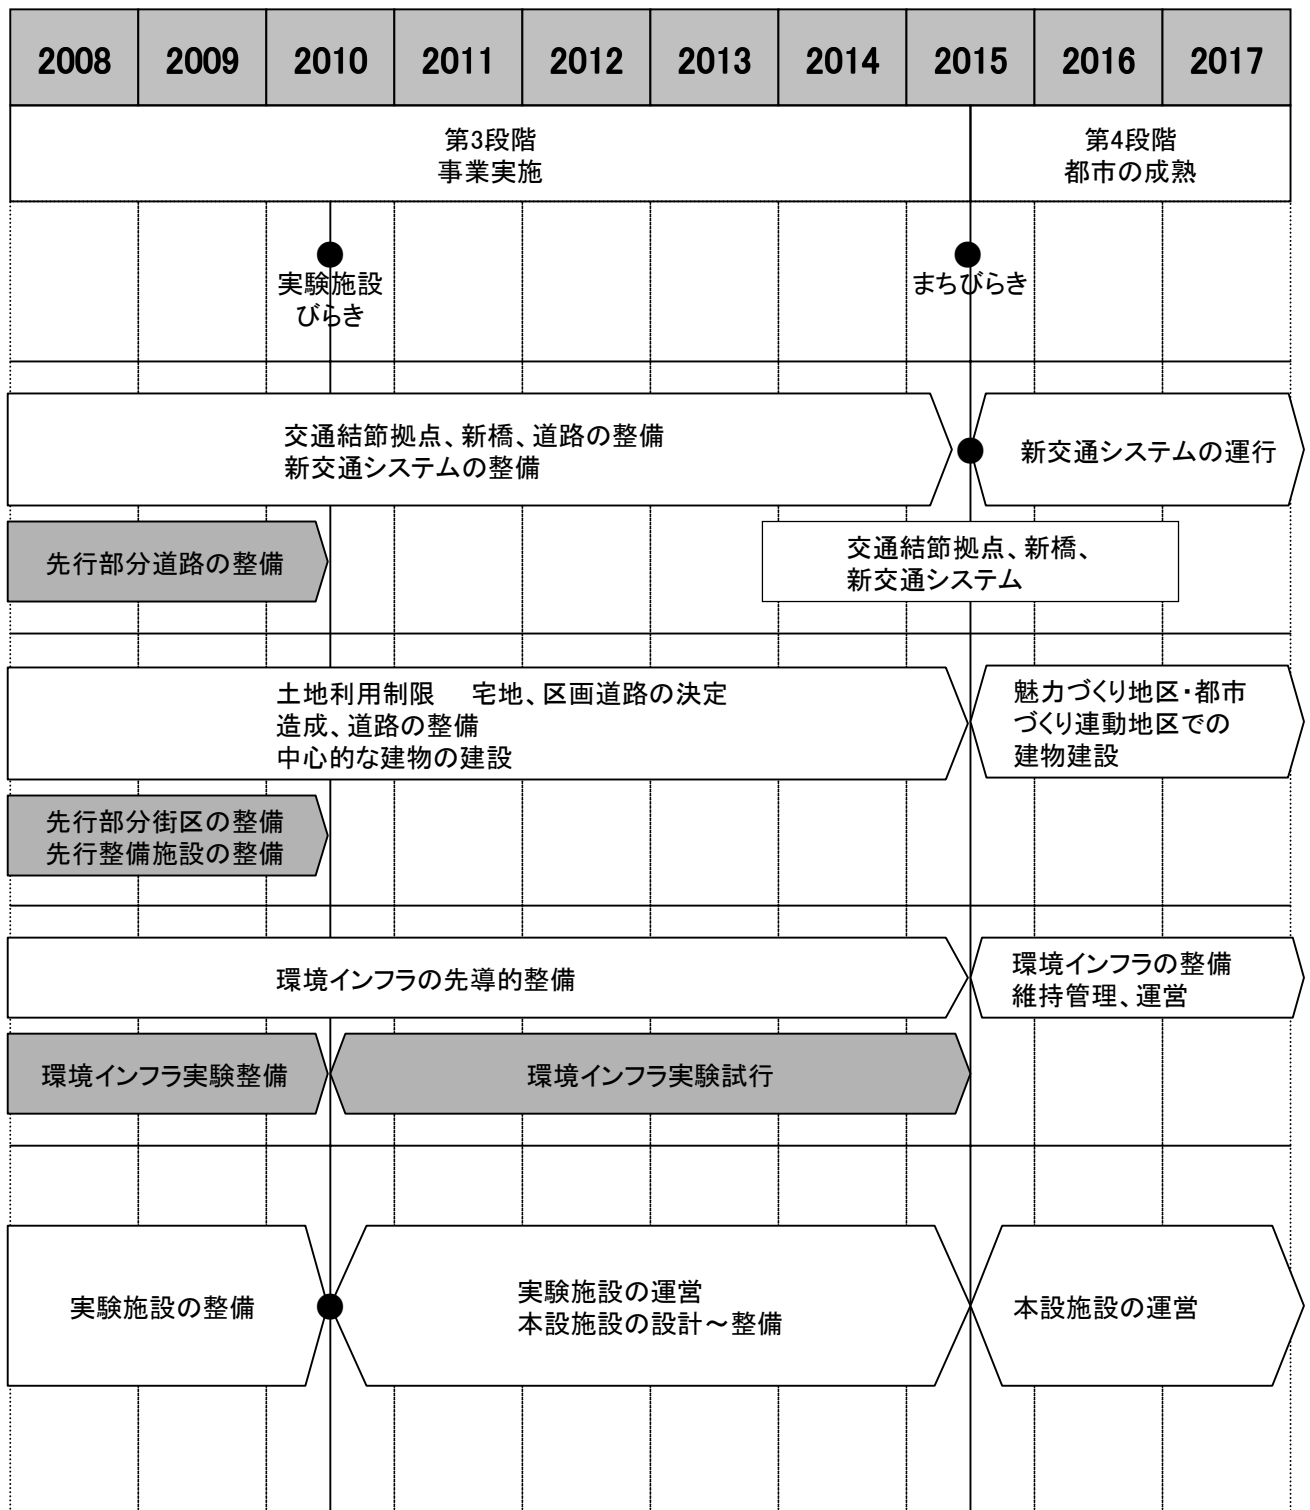 2008 2009 2010 2011 2012 2013 2014 2015 2016 2017
第3段階
事業実施
第4段階
都市の成熟
実験施設
びらき
まちびらき
交通結節拠点、新橋、道路の整備
新交通システムの整備
新交通システムの運行
先行部分道路の整備
交通結節拠点、新橋、
新交通システム
土地利用制限　宅地、区画道路の決定
造成、道路の整備
中心的な建物の建設
魅力づくり地区・都市
づくり連動地区での
建物建設
先行部分街区の整備
先行整備施設の整備
環境インフラの先導的整備
環境インフラの整備
維持管理、運営
環境インフラ実験整備
環境インフラ実験試行
実験施設の整備
実験施設の運営
本設施設の設計～整備
本設施設の運営